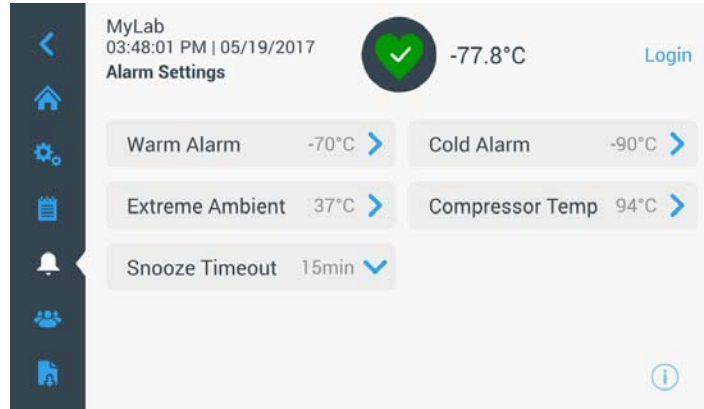 MyLab
03:48:01 PM | 05/19/2017
Alarm Settings
-77.8°C
Login
Warm Alarm -70°C
Cold Alarm -90°C
Extreme Ambient 37°C
Compressor Temp 94°C
Snooze Timeout 15min